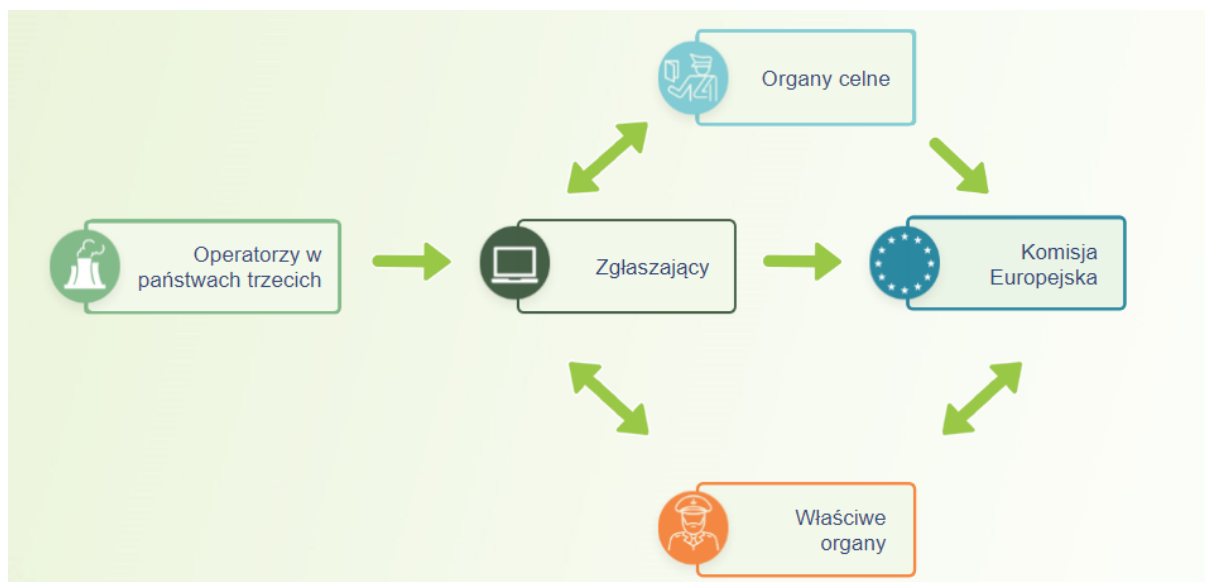 Organy celne
Operatorzy w
państwach trzecich
Zgłaszający
Komisja
Europejska
Właściwe
organy